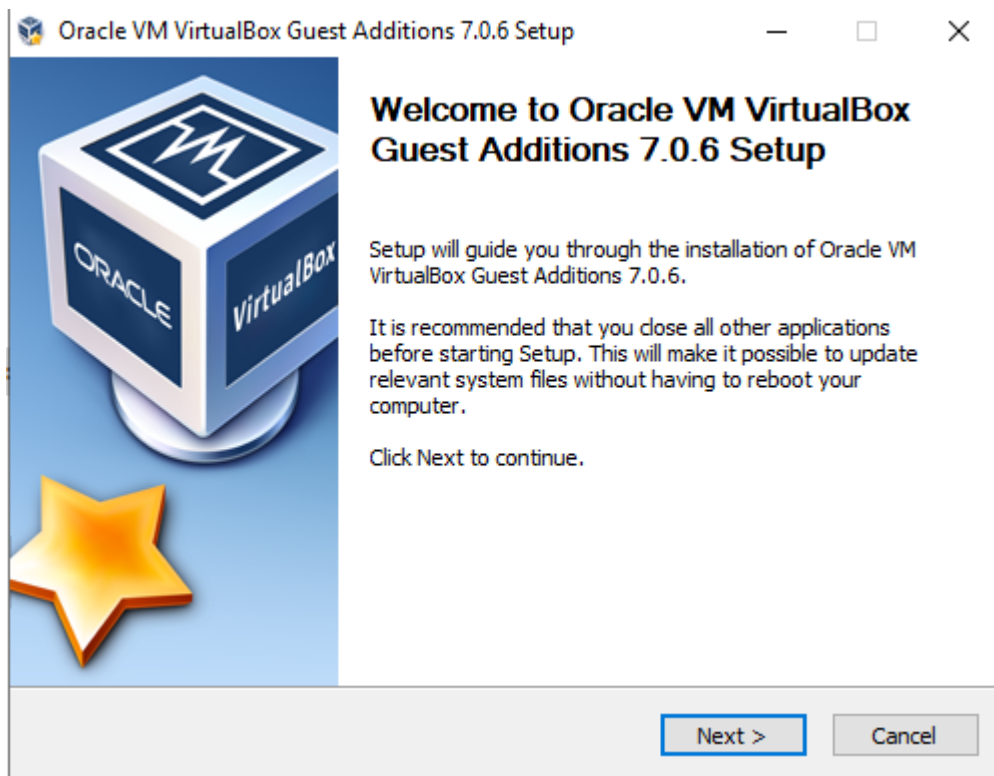 Oracle VM VirtualBox Guest Additions 7.0.6 Setup
Welcome to Oracle VM VirtualBox
Guest Additions 7.0.6 Setup
ORACLE
VirtualBox
Setup will guide you through the installation of Oracle VM
VirtualBox Guest Additions 7.0.6.
It is recommended that you close all other applications
before starting Setup. This will make it possible to update
relevant system files without having to reboot your
computer.
Click Next to continue.
Next >
Cancel